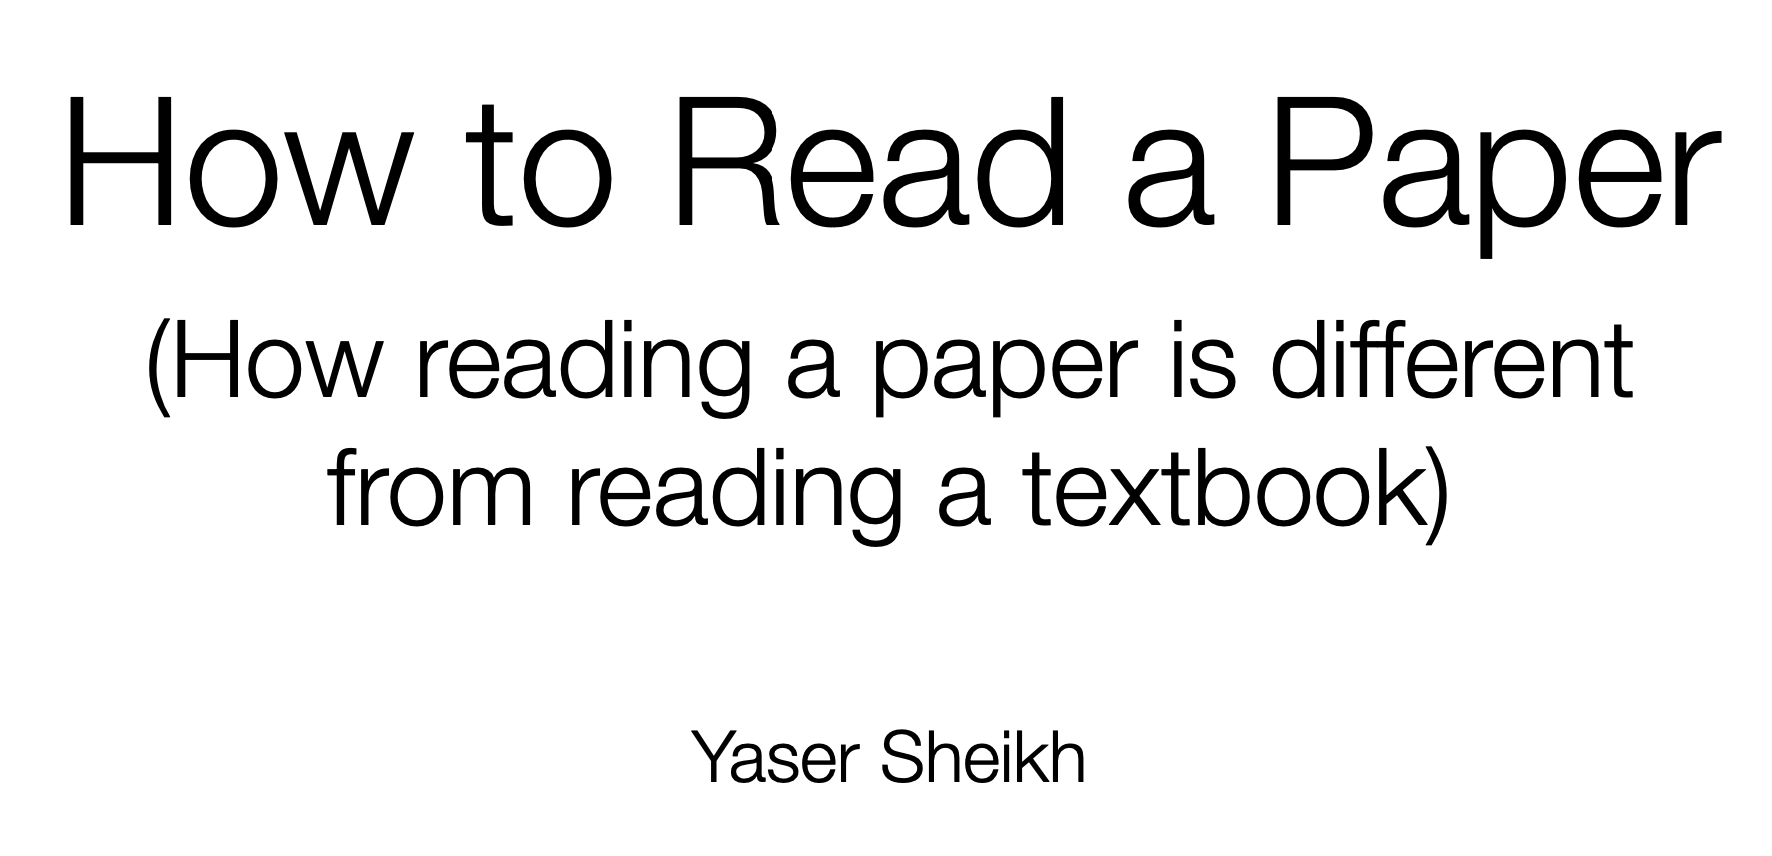 How to Read a Paper
(How reading a paper is different
from reading a textbook)
Yaser Sheikh